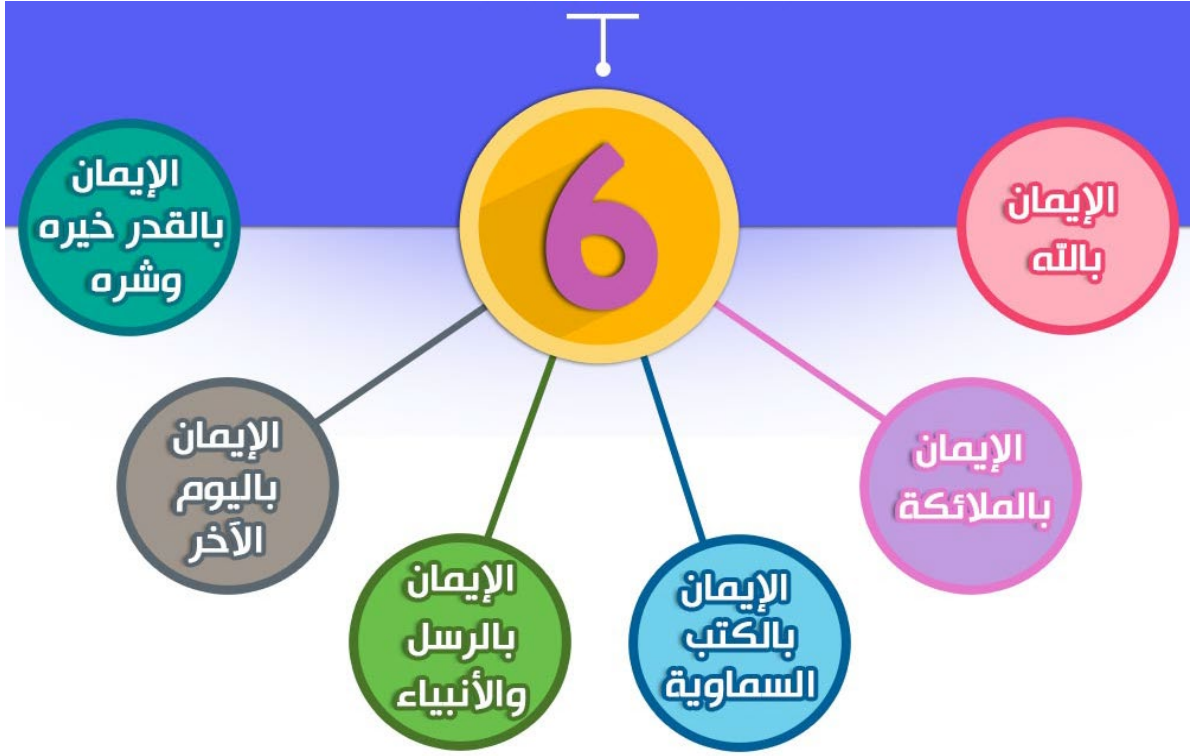 6
الإيمان
بالله
الإيمان
بالملائكة
الإيمان
بالكتب
السماوية
الإيمان
بالرسل
والأنبياء
الإيمان
باليوم
الآخر
الإيمان
بالقدر خيره
وشره